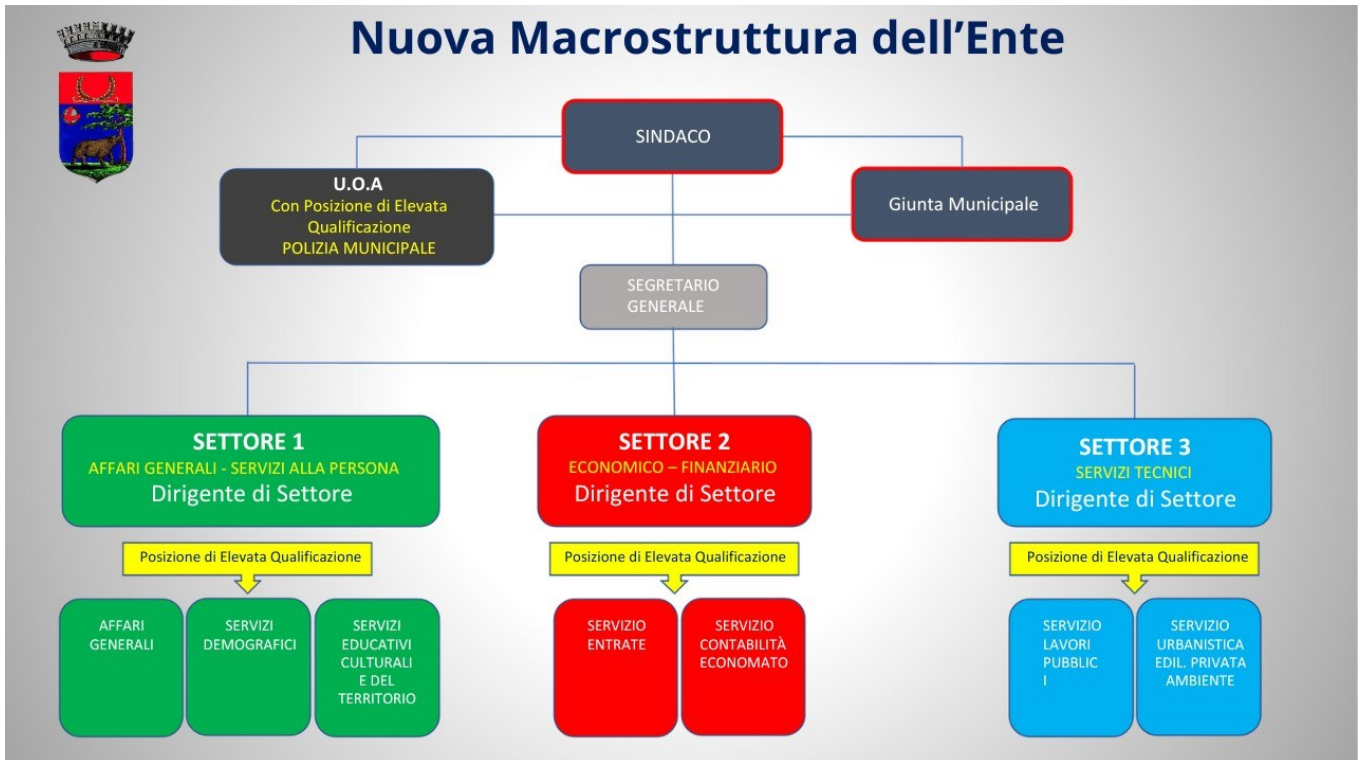 Nuova Macrostruttura dell'Ente
SINDACO
U.O.A
Con Posizione di Elevata
Qualificazione
POLIZIA MUNICIPALE
Giunta Municipale
SEGRETARIO
GENERALE
SETTORE 1
AFFARI GENERALI - SERVIZI ALLA PERSONA
Dirigente di Settore
SETTORE 2
ECONOMICO – FINANZIARIO
Dirigente di Settore
SETTORE 3
SERVIZI TECNICI
Dirigente di Settore
Posizione di Elevata Qualificazione
Posizione di Elevata Qualificazione
Posizione di Elevata Qualificazione
AFFARI
GENERALI
SERVIZI
DEMOGRAFICI
SERVIZI
EDUCATIVI
CULTURALI
E DEL
TERRITORIO
SERVIZIO
ENTRATE
SERVIZIO
CONTABILITÀ
ECONOMATO
SERVIZIO
LAVORI
PUBBLIC
I
SERVIZIO
URBANISTICA
EDIL. PRIVATA
AMBIENTE